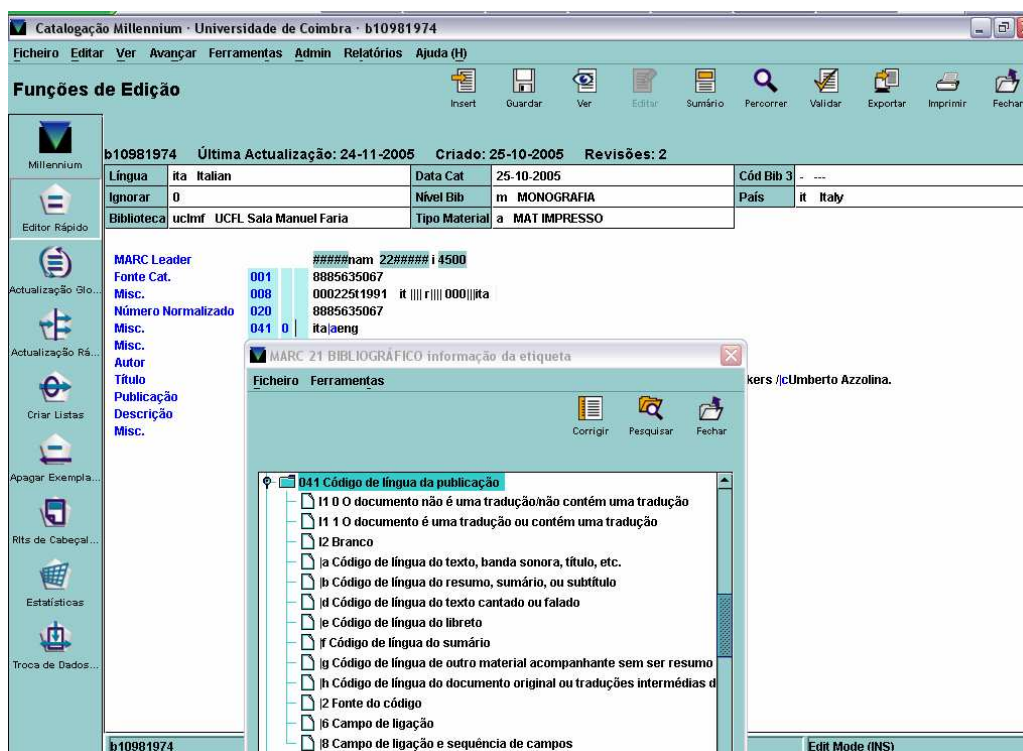 Catalogação Millennium · Universidade de Coimbra · b10981974
Ficheiro Editar Ver Avançar Ferramentas Admin Relatórios Ajuda (H)
Funções de Edição
Insert Guardar Ver Editar Sumário Percorrer Validar Exportar Imprimir Fechar
Millennium
Editor Rápido
Actualização Glo...
Actualização Rá...
Criar Listas
Apagar Exempla...
Rlts de Cabeçal...
Estatísticas
Troca de Dados...
b10981974 Última Actualização: 24-11-2005 Criado: 25-10-2005 Revisões: 2
Língua ita Italian Data Cat 25-10-2005 Cód Bib 3 - ---
Ignorar 0 Nível Bib m MONOGRAFIA País it Italy
Biblioteca uclmf UCFL Sala Manuel Faria Tipo Material a MAT IMPRESSO
MARC Leader #####nam 22##### i 4500
Fonte Cat. 001 8885635067
Misc. 008 000225t1991 it |||| r|||| 000|||ita
Número Normalizado 020 8885635067
Misc. 041 0 ita|aeng
Misc.
Autor
Título kers /|cUmberto Azzolina.
Publicação
Descrição
Misc.
MARC 21 BIBLIOGRÁFICO informação da etiqueta
Ficheiro Ferramentas
Corrigir Pesquisar Fechar
041 Código de língua da publicação
I1 0 O documento não é uma tradução/não contém uma tradução
I1 1 O documento é uma tradução ou contém uma tradução
I2 Branco
|a Código de língua do texto, banda sonora, título, etc.
|b Código de língua do resumo, sumário, ou subtítulo
|d Código de língua do texto cantado ou falado
|e Código de língua do libreto
|f Código de língua do sumário
|g Código de língua de outro material acompanhante sem ser resumo
|h Código de língua do documento original ou traduções intermédias d
|2 Fonte do código
|6 Campo de ligação
|8 Campo de ligação e sequência de campos
b10981974 Edit Mode (INS)